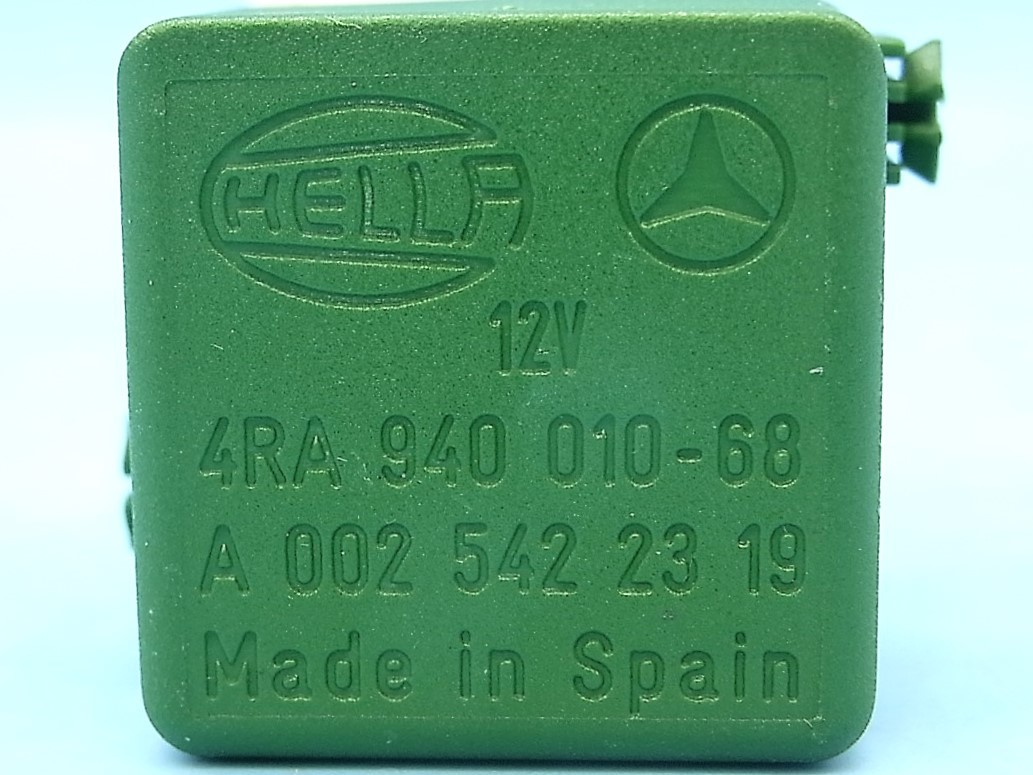 HELLA
12V
4RA 940 010-68
A 002 542 23 19
Made in Spain